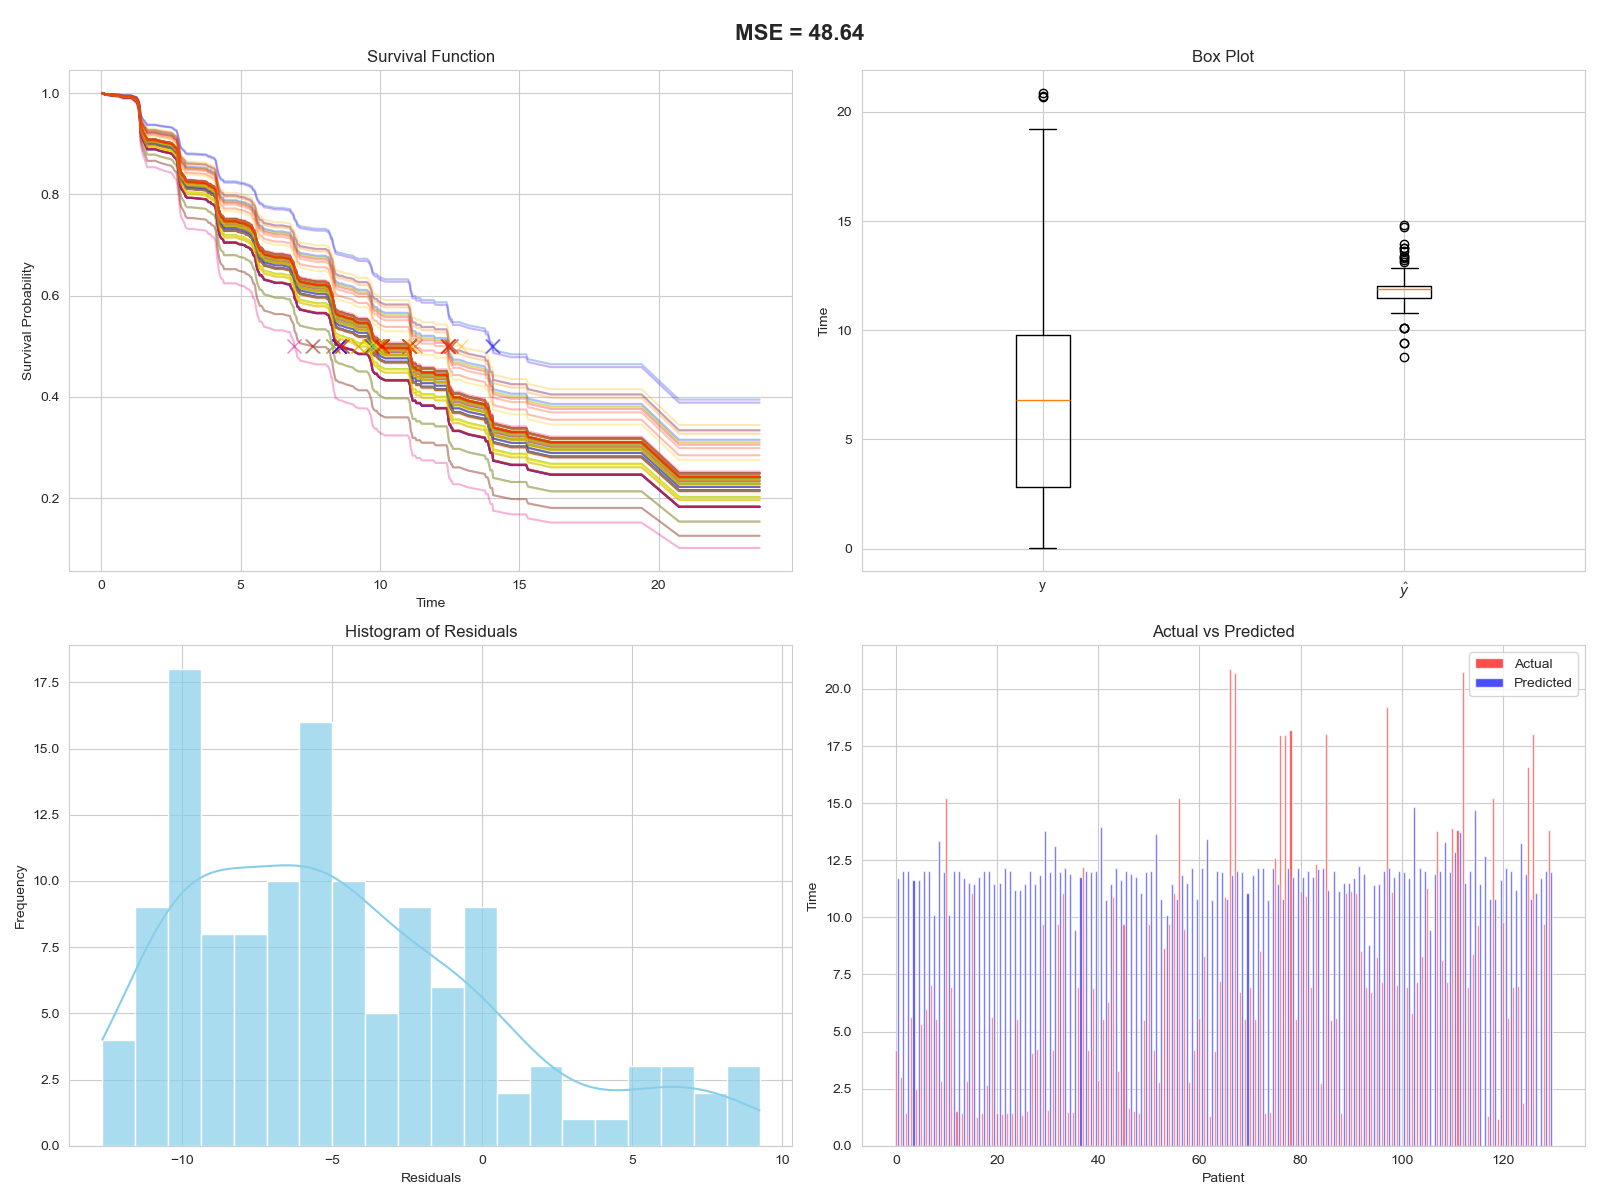 MSE = 48.64
Survival Function
1.0
0.8
0.6
0.4
0.2
Survival Probability
0 5 10 15 20
Time
Box Plot
20
15
10
5
0
Time
y ŷ
Histogram of Residuals
17.5
15.0
12.5
10.0
7.5
5.0
2.5
0.0
Frequency
−10 −5 0 5 10
Residuals
Actual vs Predicted
Actual
Predicted
20.0
17.5
15.0
12.5
10.0
7.5
5.0
2.5
0.0
Time
0 20 40 60 80 100 120
Patient